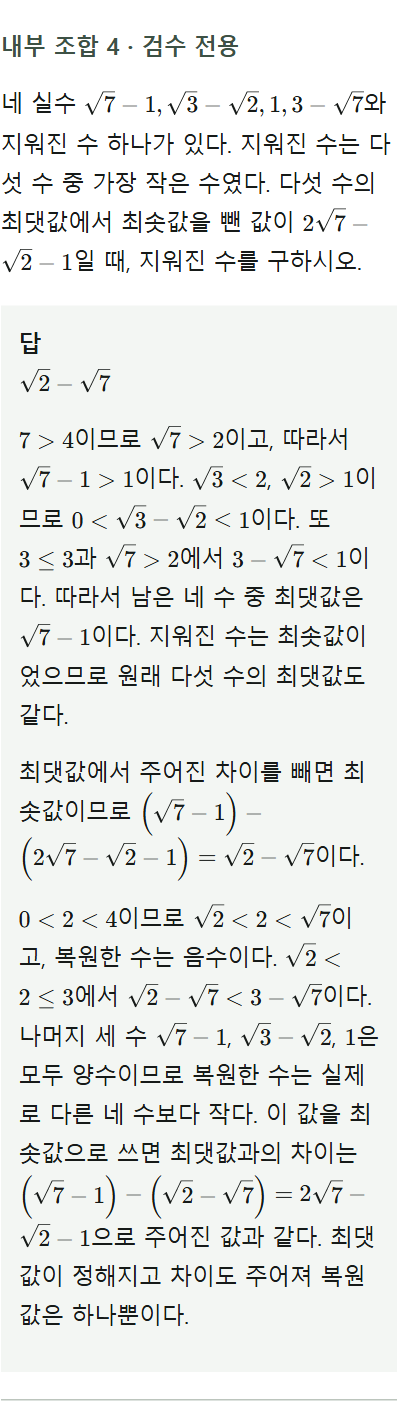 내부 조합 4 · 검수 전용
네 실수 √7 − 1, √3 − √2, 1, 3 − √7와
지워진 수 하나가 있다. 지워진 수는 다
섯 수 중 가장 작은 수였다. 다섯 수의
최댓값에서 최솟값을 뺀 값이 2√7 −
√2 − 1일 때, 지워진 수를 구하시오.
답
√2 − √7
7 > 4이므로 √7 > 2이고, 따라서
√7 − 1 > 1이다. √3 < 2, √2 > 1이
므로 0 < √3 − √2 < 1이다. 또
3 ≤ 3과 √7 > 2에서 3 − √7 < 1이
다. 따라서 남은 네 수 중 최댓값은
√7 − 1이다. 지워진 수는 최솟값이
었으므로 원래 다섯 수의 최댓값도
같다.
최댓값에서 주어진 차이를 빼면 최
솟값이므로 (√7 − 1) −
(2√7 − √2 − 1) = √2 − √7이다.
0 < 2 < 4이므로 √2 < 2 < √7이
고, 복원한 수는 음수이다. √2 <
2 ≤ 3에서 √2 − √7 < 3 − √7이다.
나머지 세 수 √7 − 1, √3 − √2, 1은
모두 양수이므로 복원한 수는 실제
로 다른 네 수보다 작다. 이 값을 최
솟값으로 쓰면 최댓값과의 차이는
(√7 − 1) − (√2 − √7) = 2√7 −
√2 − 1으로 주어진 값과 같다. 최댓
값이 정해지고 차이도 주어져 복원
값은 하나뿐이다.